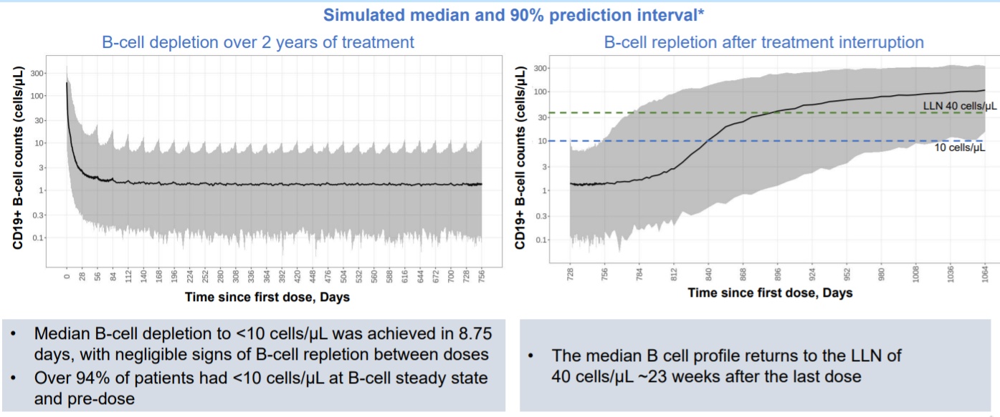 Simulated median and 90% prediction interval*
B-cell depletion over 2 years of treatment
CD19+ B-cell counts (cells/µL)
300
100
30
10
3
1
0.3
0.1
0 28 56 84 112 140 168 196 224 252 280 308 336 364 392 420 448 476 504 532 560 588 616 644 672 700 728 756
Time since first dose, Days
B-cell repletion after treatment interruption
CD19+ B-cell counts (cells/µL)
300
100
30
10
3
1
0.3
0.1
LLN 40 cells/µL
10 cells/µL
728 756 784 812 840 868 896 924 952 980 1008 1036 1064
Time since first dose, Days
• Median B-cell depletion to <10 cells/µL was achieved in 8.75
days, with negligible signs of B-cell repletion between doses
• Over 94% of patients had <10 cells/µL at B-cell steady state
and pre-dose
• The median B cell profile returns to the LLN of
40 cells/µL ~23 weeks after the last dose